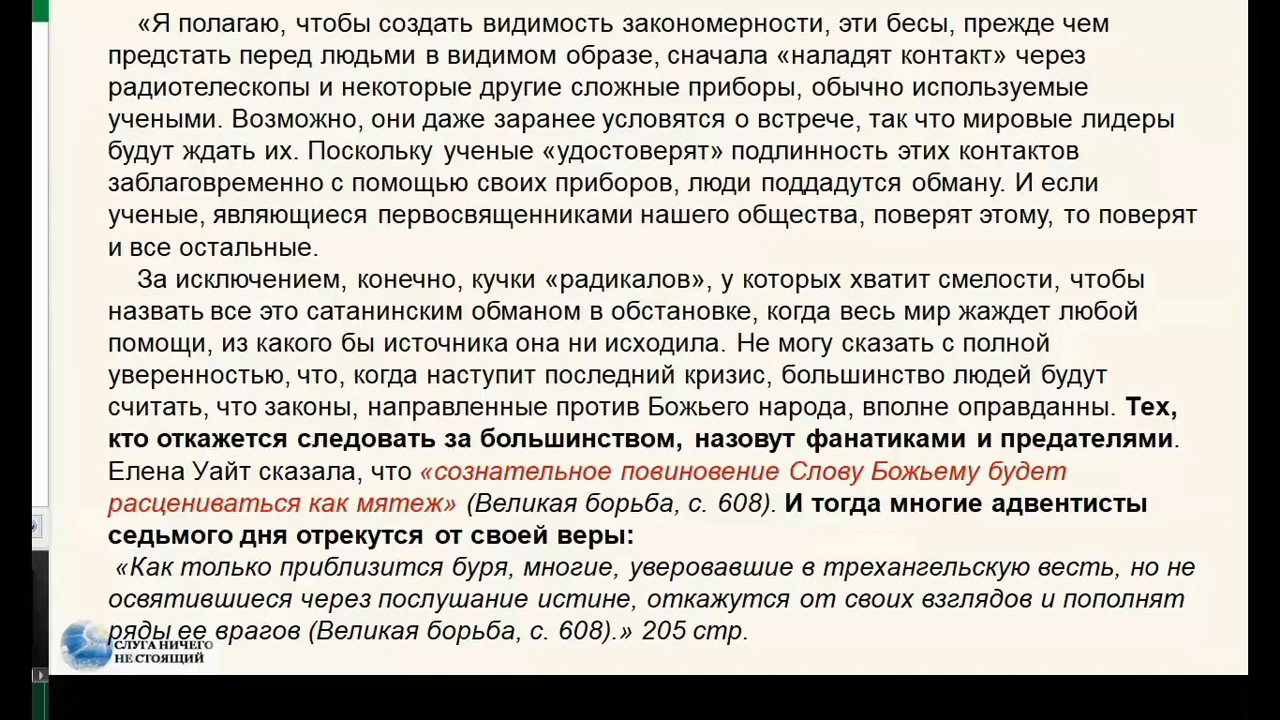 «Я полагаю, чтобы создать видимость закономерности, эти бесы, прежде чем
предстать перед людьми в видимом образе, сначала «наладят контакт» через
радиотелескопы и некоторые другие сложные приборы, обычно используемые
учеными. Возможно, они даже заранее условятся о встрече, так что мировые лидеры
будут ждать их. Поскольку ученые «удостоверят» подлинность этих контактов
заблаговременно с помощью своих приборов, люди поддадутся обману. И если
ученые, являющиеся первосвященниками нашего общества, поверят этому, то поверят
и все остальные.
За исключением, конечно, кучки «радикалов», у которых хватит смелости, чтобы
назвать все это сатанинским обманом в обстановке, когда весь мир жаждет любой
помощи, из какого бы источника она ни исходила. Не могу сказать с полной
уверенностью, что, когда наступит последний кризис, большинство людей будут
считать, что законы, направленные против Божьего народа, вполне оправданны. Тех,
кто откажется следовать за большинством, назовут фанатиками и предателями.
Елена Уайт сказала, что «сознательное повиновение Слову Божьему будет
расцениваться как мятеж» (Великая борьба, с. 608). И тогда многие адвентисты
седьмого дня отрекутся от своей веры:
«Как только приблизится буря, многие, уверовавшие в трехангельскую весть, но не
освятившиеся через послушание истине, откажутся от своих взглядов и пополнят
ряды ее врагов (Великая борьба, с. 608).» 205 стр.
СЛУГА НИЧЕГО
НЕ СТОЯЩИЙ